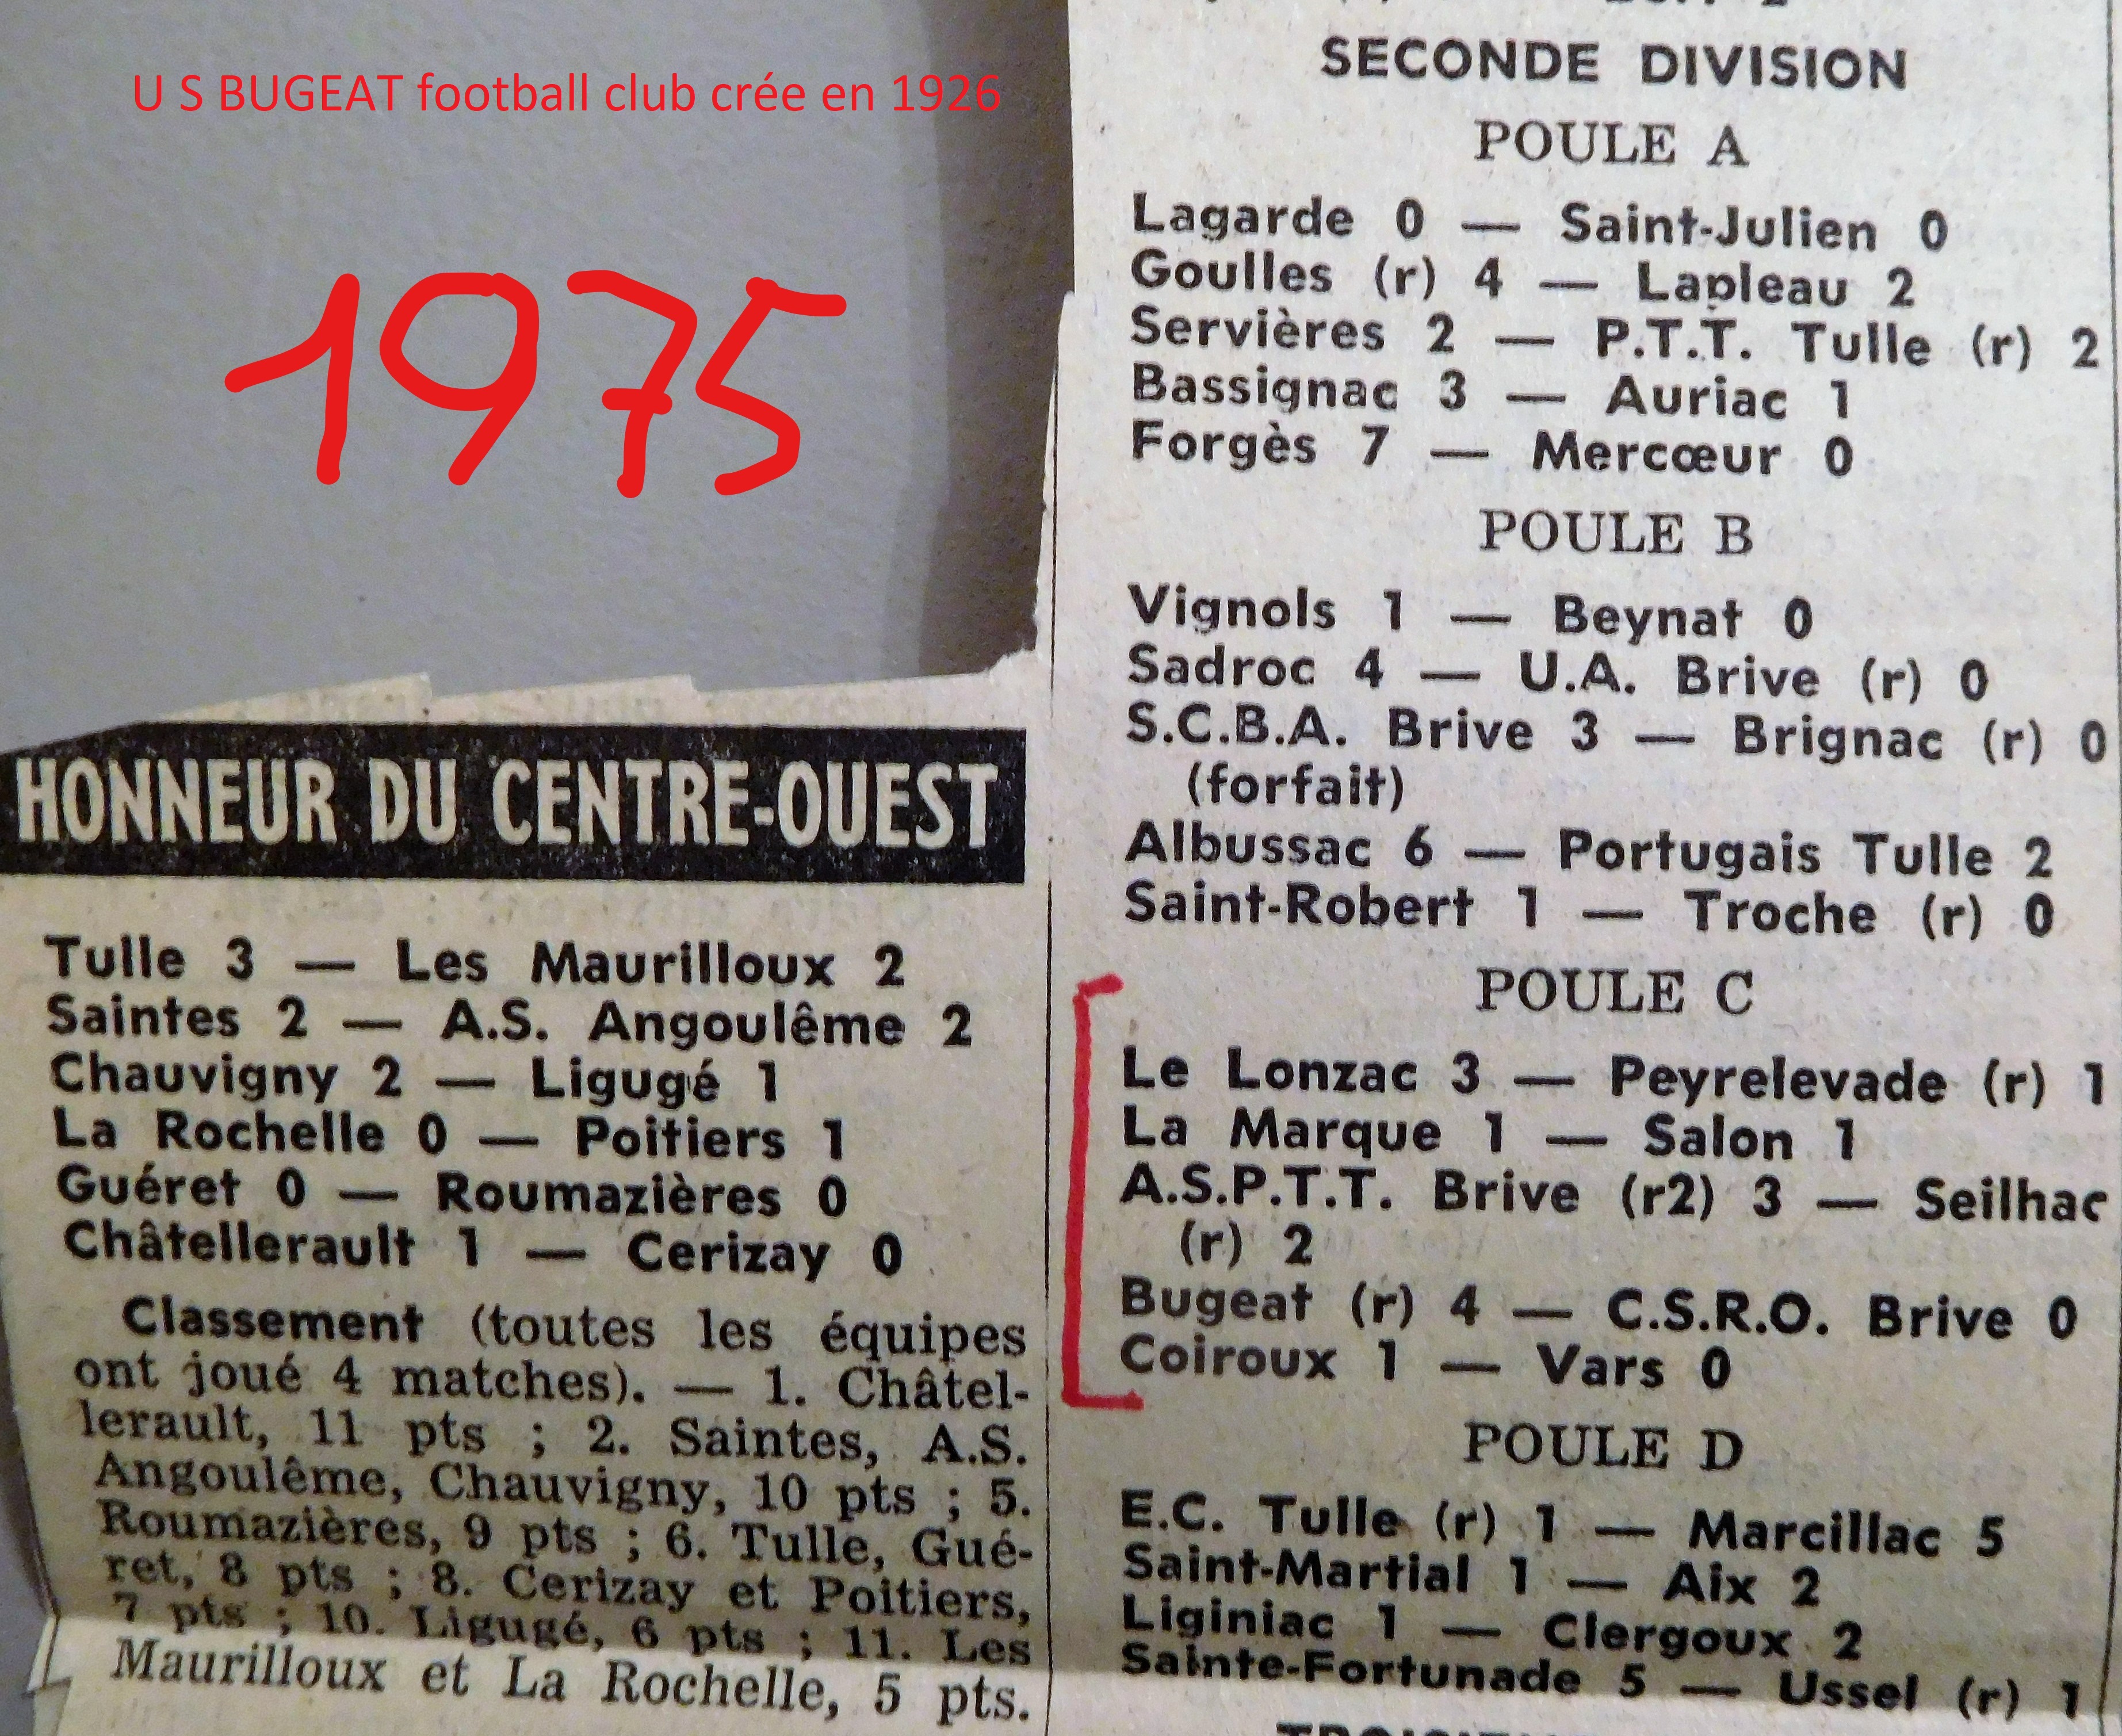 U S BUGEAT football club crée en 1926
1975
HONNEUR DU CENTRE-OUEST
Tulle 3 — Les Maurilloux 2
Saintes 2 — A.S. Angoulême 2
Chauvigny 2 — Ligugé 1
La Rochelle 0 — Poitiers 1
Guéret 0 — Roumazières 0
Châtellerault 1 — Cerizay 0
Classement (toutes les équipes
ont joué 4 matches). — 1. Châtel-
lerault, 11 pts ; 2. Saintes, A.S.
Angoulême, Chauvigny, 10 pts ; 5.
Roumazières, 9 pts ; 6. Tulle, Gué-
ret, 8 pts ; 8. Cerizay et Poitiers,
7 pts ; 10. Ligugé, 6 pts ; 11. Les
Maurilloux et La Rochelle, 5 pts.
SECONDE DIVISION
POULE A
Lagarde 0 — Saint-Julien 0
Goulles (r) 4 — Lapleau 2
Servières 2 — P.T.T. Tulle (r) 2
Bassignac 3 — Auriac 1
Forgès 7 — Mercœur 0
POULE B
Vignols 1 — Beynat 0
Sadroc 4 — U.A. Brive (r) 0
S.C.B.A. Brive 3 — Brignac (r) 0
(forfait)
Albussac 6 — Portugais Tulle 2
Saint-Robert 1 — Troche (r) 0
POULE C
Le Lonzac 3 — Peyrelevade (r) 1
La Marque 1 — Salon 1
A.S.P.T.T. Brive (r2) 3 — Seilhac
(r) 2
Bugeat (r) 4 — C.S.R.O. Brive 0
Coiroux 1 — Vars 0
POULE D
E.C. Tulle (r) 1 — Marcillac 5
Saint-Martial 1 — Aix 2
Liginiac 1 — Clergoux 2
Sainte-Fortunade 5 — Ussel (r) 1